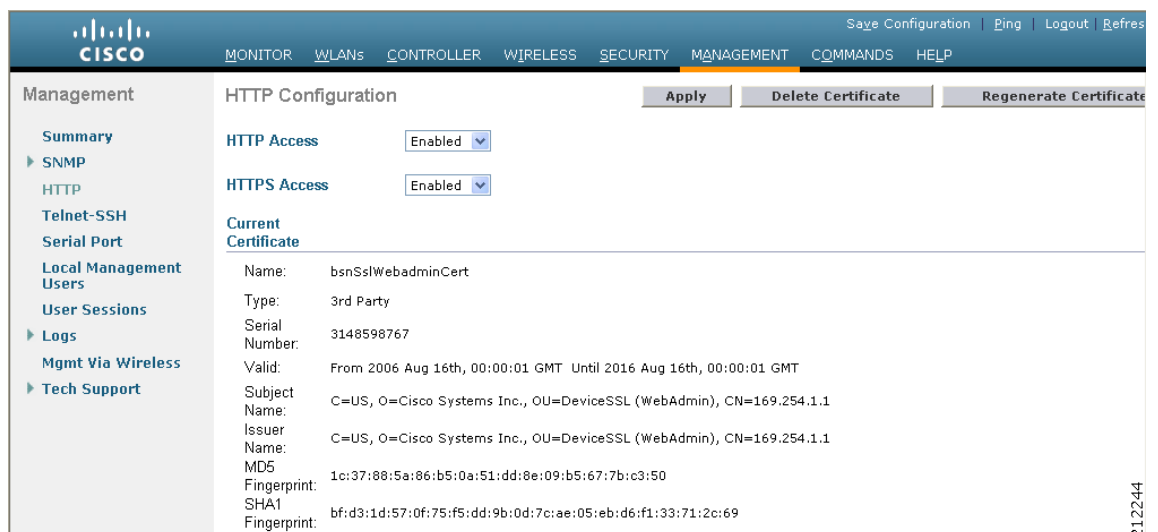 Save Configuration | Ping | Logout | Refres
CISCO
MONITOR WLANs CONTROLLER WIRELESS SECURITY MANAGEMENT COMMANDS HELP
Management
HTTP Configuration
Apply
Delete Certificate
Regenerate Certificate
Summary
SNMP
HTTP
Telnet-SSH
Serial Port
Local Management
Users
User Sessions
Logs
Mgmt Via Wireless
Tech Support
HTTP Access Enabled
HTTPS Access Enabled
Current
Certificate
Name: bsnSslWebadminCert
Type: 3rd Party
Serial
Number: 3148598767
Valid: From 2006 Aug 16th, 00:00:01 GMT Until 2016 Aug 16th, 00:00:01 GMT
Subject
Name: C=US, O=Cisco Systems Inc., OU=DeviceSSL (WebAdmin), CN=169.254.1.1
Issuer
Name: C=US, O=Cisco Systems Inc., OU=DeviceSSL (WebAdmin), CN=169.254.1.1
MD5
Fingerprint: 1c:37:88:5a:86:b5:0a:51:dd:8e:09:b5:67:7b:c3:50
SHA1
Fingerprint: bf:d3:1d:57:0f:75:f5:dd:9b:0d:7c:ae:05:eb:d6:f1:33:71:2c:69
212244